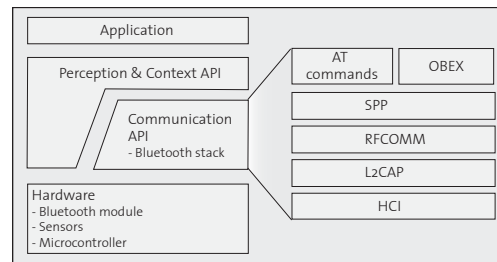 Application
Perception & Context API
Communication
API
- Bluetooth stack
Hardware
- Bluetooth module
- Sensors
- Microcontroller
AT
commands
OBEX
SPP
RFCOMM
L2CAP
HCI